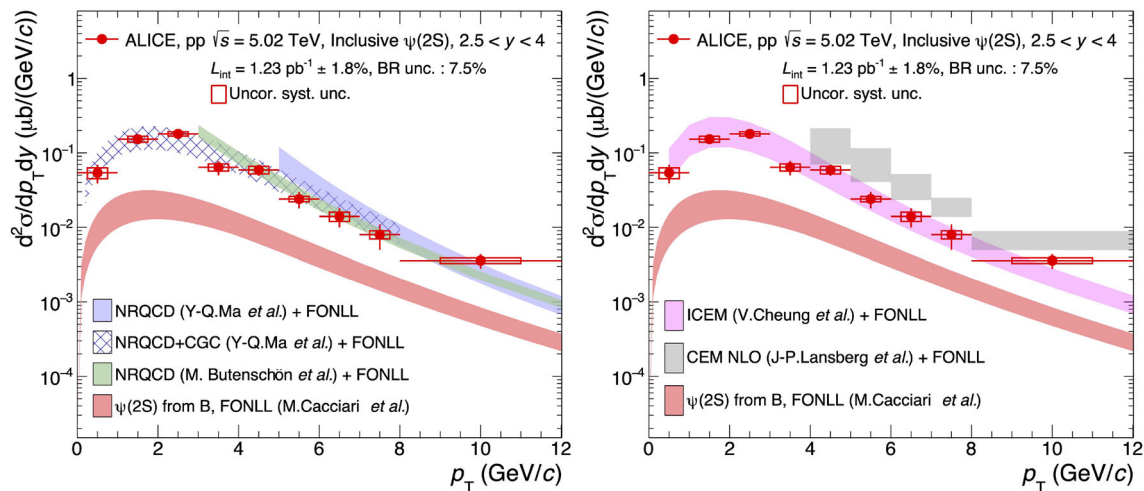 ALICE, pp √s = 5.02 TeV, Inclusive ψ(2S), 2.5 < y < 4
L_int = 1.23 pb⁻¹ ± 1.8%, BR unc. : 7.5%
Uncor. syst. unc.
d²σ/dp_T dy (μb/(GeV/c))
1
10⁻¹
10⁻²
10⁻³
10⁻⁴
NRQCD (Y-Q.Ma et al.) + FONLL
NRQCD+CGC (Y-Q.Ma et al.) + FONLL
NRQCD (M. Butenschön et al.) + FONLL
ψ(2S) from B, FONLL (M.Cacciari et al.)
0 2 4 6 8 10 12
p_T (GeV/c)
ALICE, pp √s = 5.02 TeV, Inclusive ψ(2S), 2.5 < y < 4
L_int = 1.23 pb⁻¹ ± 1.8%, BR unc. : 7.5%
Uncor. syst. unc.
d²σ/dp_T dy (μb/(GeV/c))
1
10⁻¹
10⁻²
10⁻³
10⁻⁴
ICEM (V.Cheung et al.) + FONLL
CEM NLO (J-P.Lansberg et al.) + FONLL
ψ(2S) from B, FONLL (M.Cacciari et al.)
0 2 4 6 8 10 12
p_T (GeV/c)